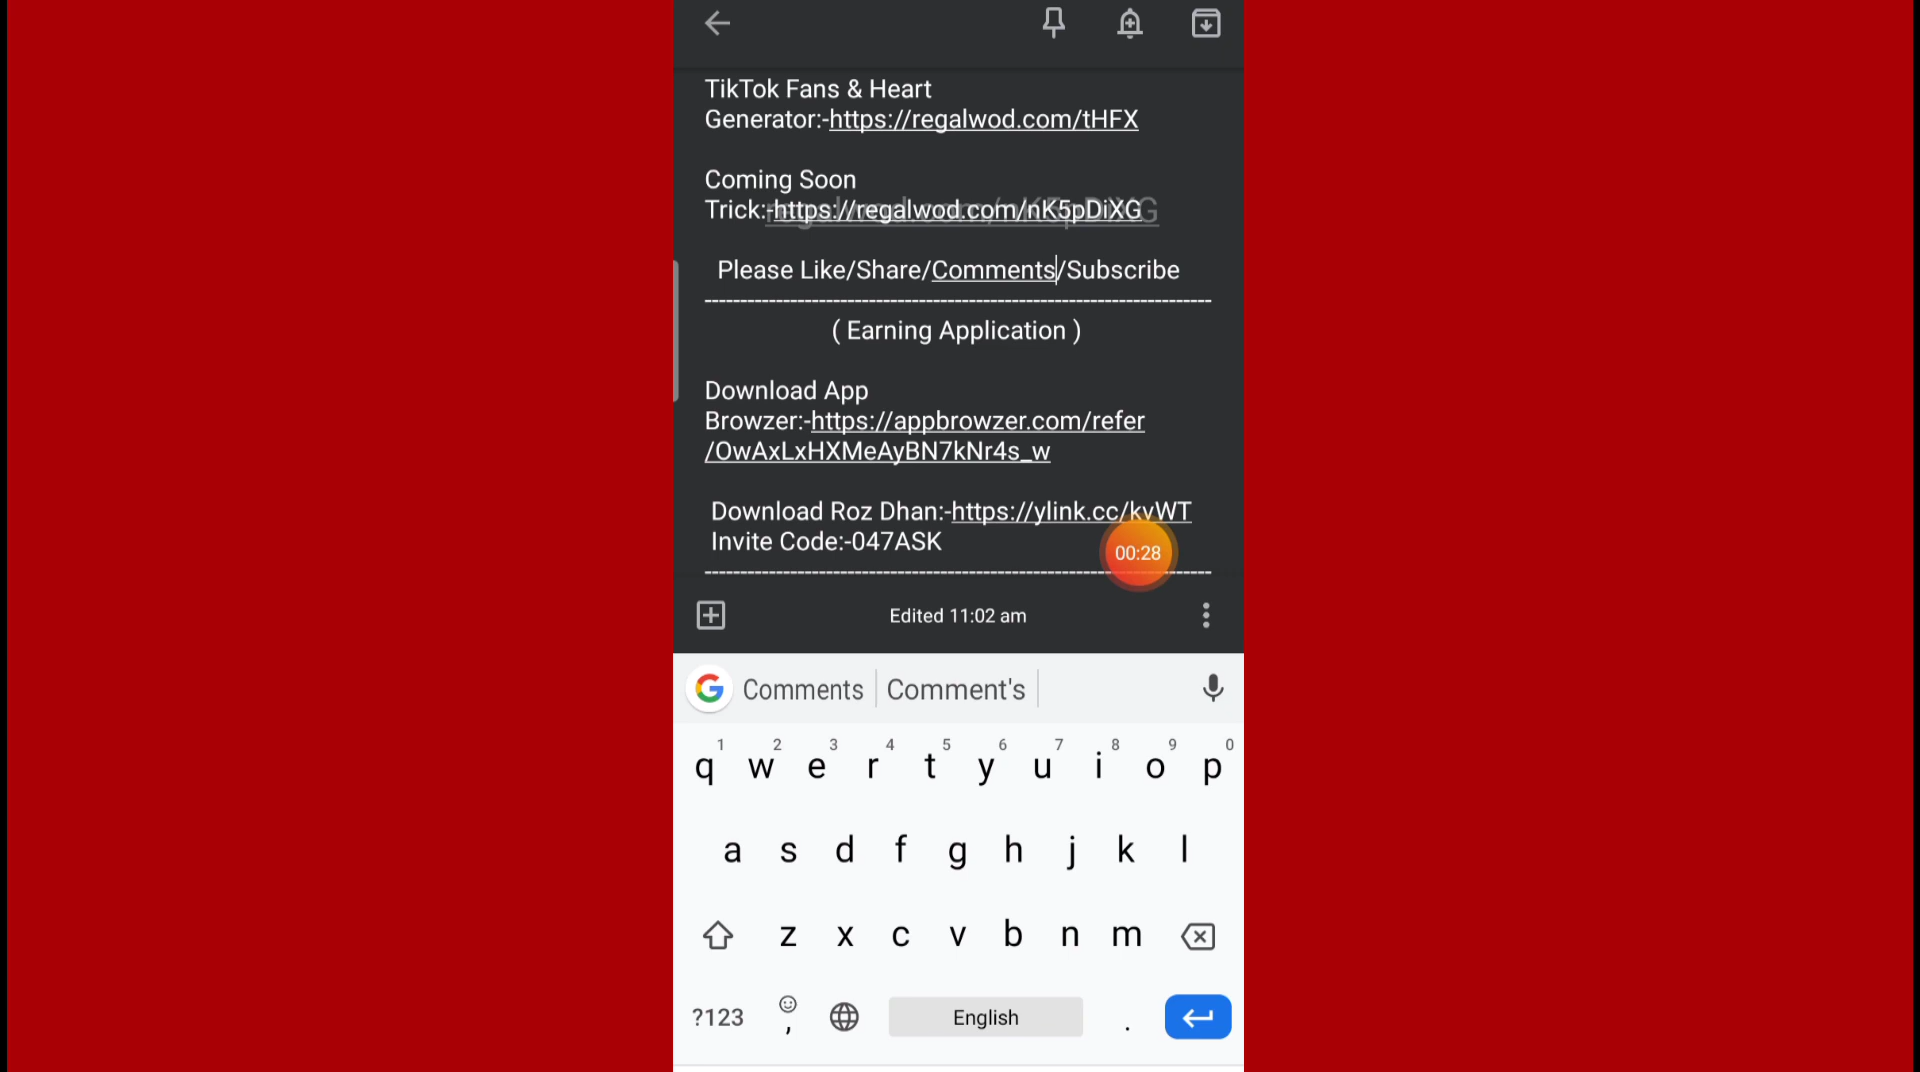 TikTok Fans & Heart
Generator:-https://regalwod.com/tHFX
Coming Soon
Trick:-https://regalwod.com/nK5pDiXG
regalwod.com/nK5pDiXG
Please Like/Share/Comments/Subscribe
------------------------------------------------------------------------
( Earning Application )
Download App
Browzer:-https://appbrowzer.com/refer
/OwAxLxHXMeAyBN7kNr4s_w
Download Roz Dhan:-https://ylink.cc/kvWT
Invite Code:-047ASK
00:28
------------------------------------------------------------------------
Edited 11:02 am
G Comments Comment's
1 2 3 4 5 6 7 8 9 0
q w e r t y u i o p
a s d f g h j k l
z x c v b n m
?123 , English .